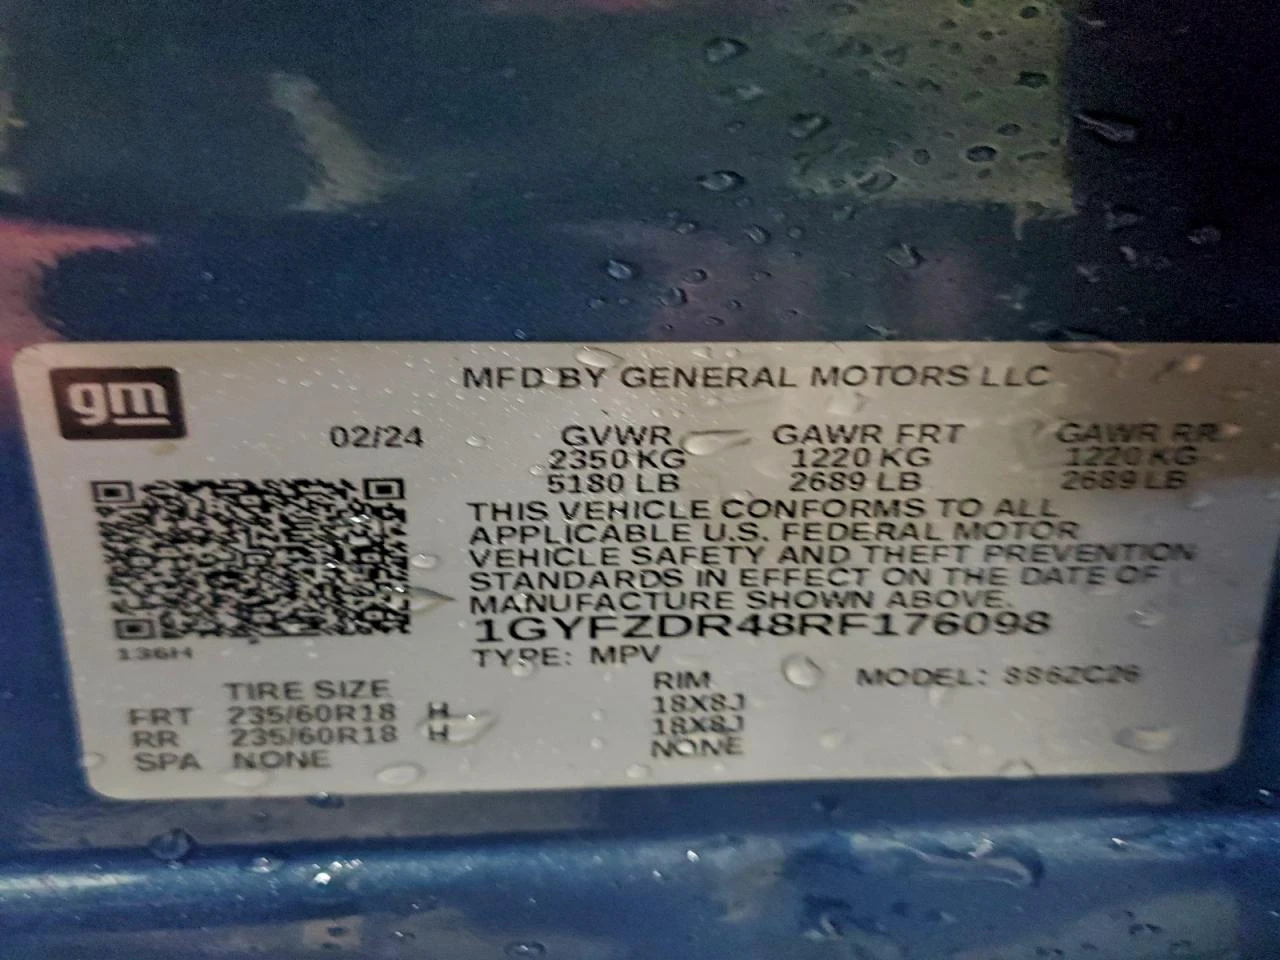 gm
MFD BY GENERAL MOTORS LLC
02/24 GVWR GAWR FRT GAWR RR
2350 KG 1220 KG 1220 KG
5180 LB 2689 LB 2689 LB
THIS VEHICLE CONFORMS TO ALL
APPLICABLE U.S. FEDERAL MOTOR
VEHICLE SAFETY AND THEFT PREVENTION
STANDARDS IN EFFECT ON THE DATE OF
MANUFACTURE SHOWN ABOVE.
1GYFZDR48RF176098
136H
TYPE: MPV
TIRE SIZE RIM MODEL:
FRT 235/60R18 H 18X8J
RR 235/60R18 H 18X8J
SPA NONE NONE